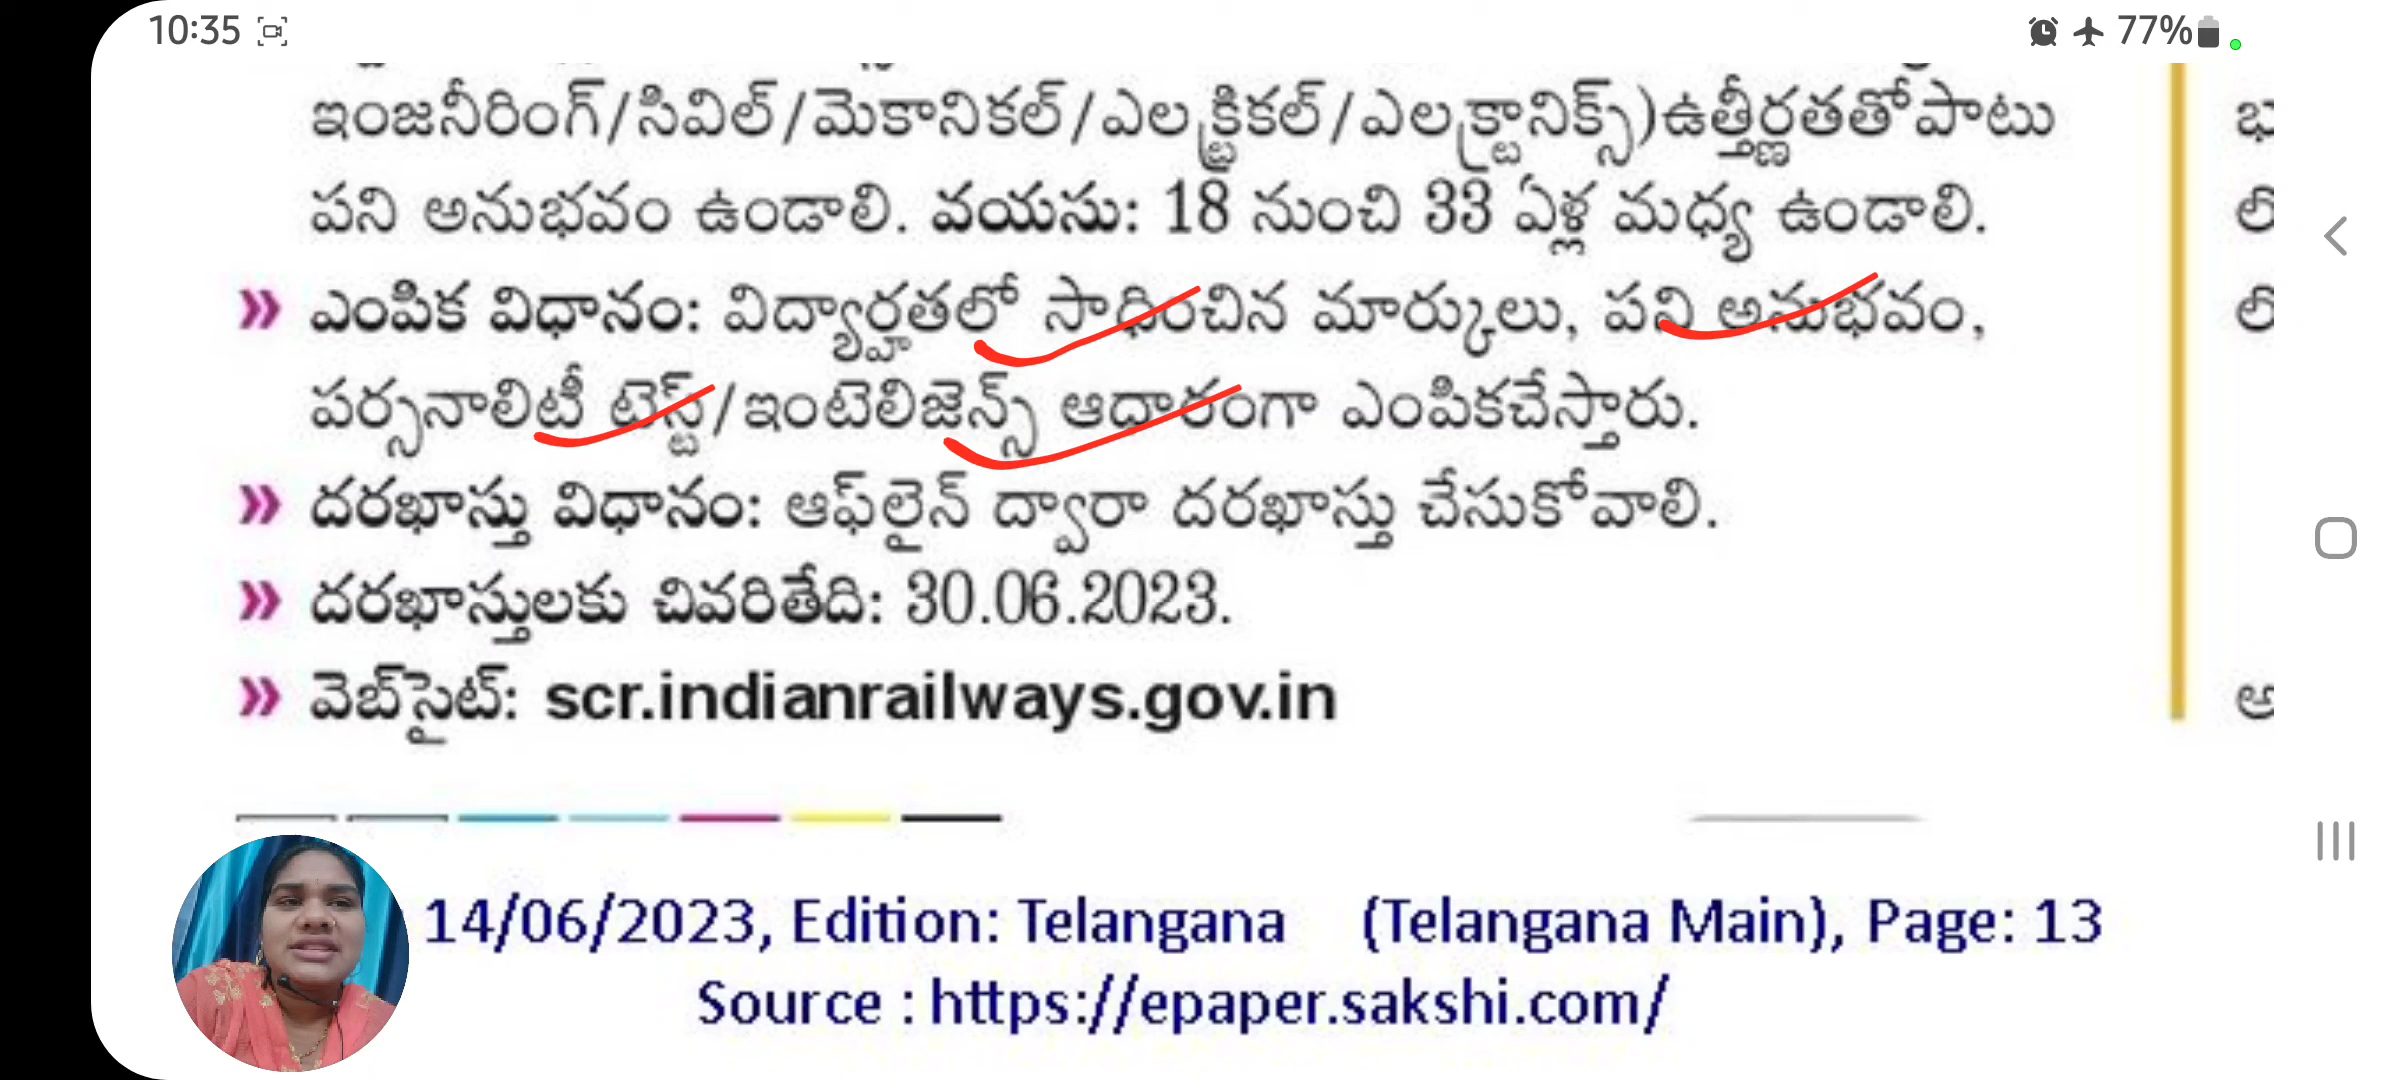 10:35 77%
ఇంజనీరింగ్/సివిల్/మెకానికల్/ఎలక్ట్రికల్/ఎలక్ట్రానిక్స్)ఉత్తీర్ణతతోపాటు
పని అనుభవం ఉండాలి. వయసు: 18 నుంచి 33 ఏళ్ల మధ్య ఉండాలి.
» ఎంపిక విధానం: విద్యార్హతలో సాధించిన మార్కులు, పని అనుభవం,
పర్సనాలిటీ టెస్ట్/ఇంటెలిజెన్స్ ఆధారంగా ఎంపికచేస్తారు.
» దరఖాస్తు విధానం: ఆఫ్‌లైన్ ద్వారా దరఖాస్తు చేసుకోవాలి.
» దరఖాస్తులకు చివరితేది: 30.06.2023.
» వెబ్‌సైట్: scr.indianrailways.gov.in
14/06/2023, Edition: Telangana (Telangana Main), Page: 13
Source : https://epaper.sakshi.com/